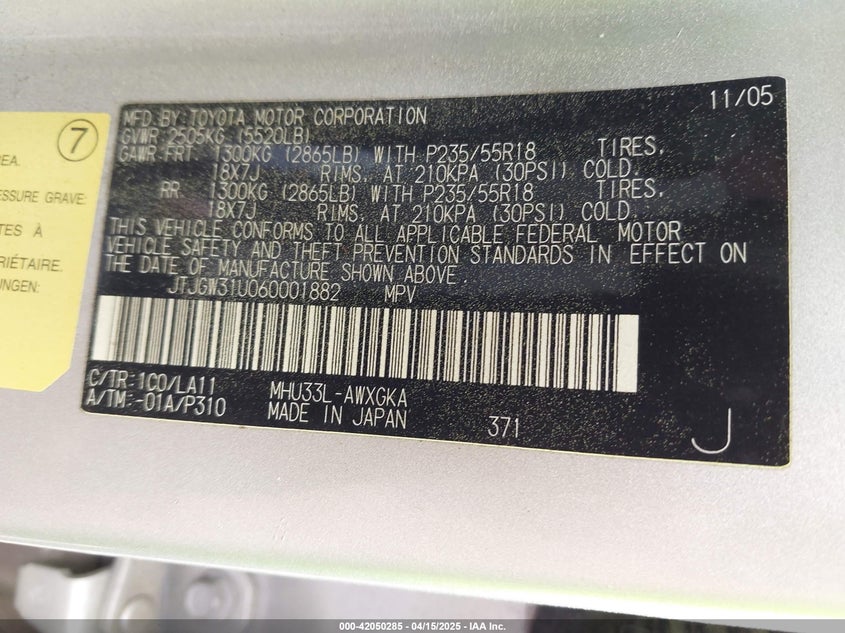 7
REA.
ESSURE GRAVE:
TES À
RIÉTAIRE.
UNGEN:
11/05
MFD. BY: TOYOTA MOTOR CORPORATION
GVWR 2505KG (5520LB)
GAWR FRT 1300KG (2865LB) WITH P235/55R18 TIRES,
18X7J RIMS. AT 210KPA (30PSI) COLD.
RR 1300KG (2865LB) WITH P235/55R18 TIRES,
18X7J RIMS. AT 210KPA (30PSI) COLD.
THIS VEHICLE CONFORMS TO ALL APPLICABLE FEDERAL MOTOR
VEHICLE SAFETY AND THEFT PREVENTION STANDARDS IN EFFECT ON
THE DATE OF MANUFACTURE SHOWN ABOVE.
JTJGW31U060001882 MPV
C/TR:1C0/LA11 MHU33L-AWXGKA
A/TM:-01A/P310 MADE IN JAPAN 371 J
000-42050285 - 04/15/2025 - IAA Inc.